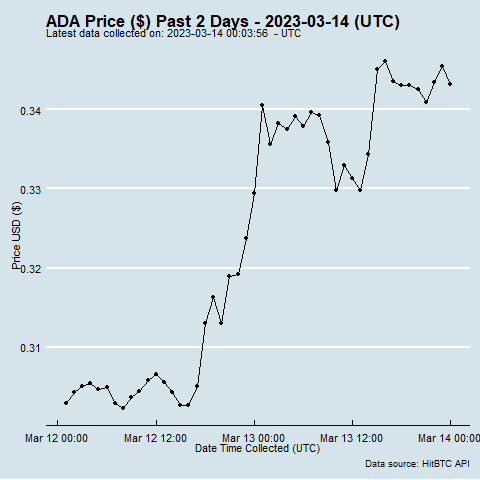 ADA Price ($) Past 2 Days - 2023-03-14 (UTC)
Latest data collected on: 2023-03-14 00:03:56 - UTC
Price USD ($)
0.34
0.33
0.32
0.31
Mar 12 00:00 Mar 12 12:00 Mar 13 00:00 Mar 13 12:00 Mar 14 00:00
Date Time Collected (UTC)
Data source: HitBTC API